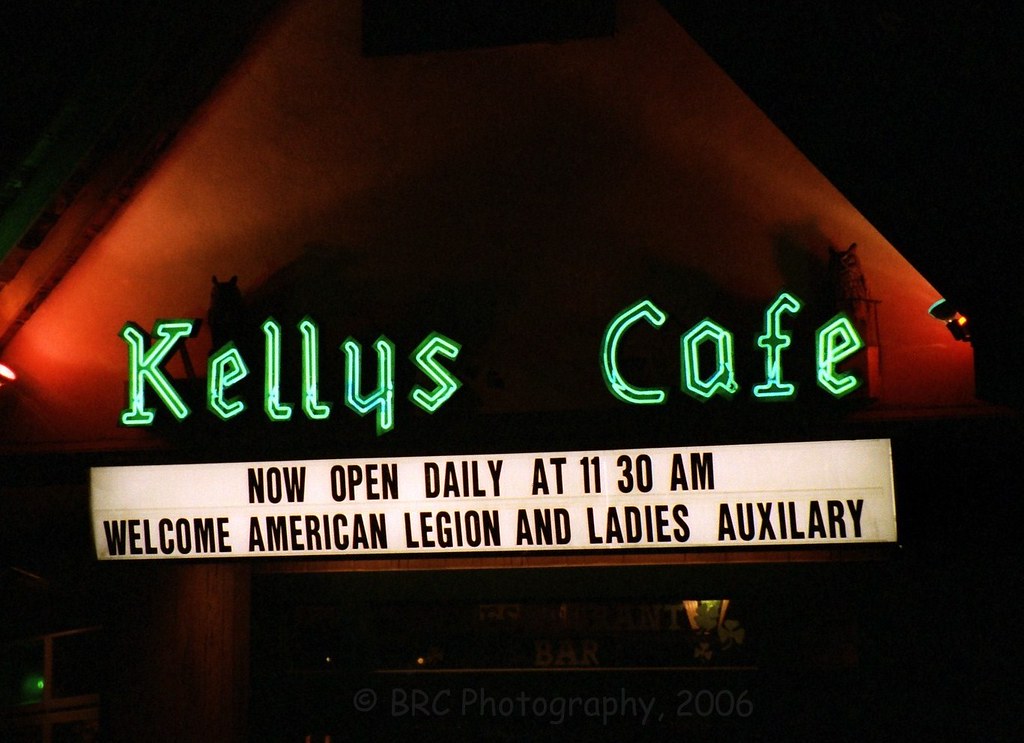 Kellys Cafe
NOW OPEN DAILY AT 11 30 AM
WELCOME AMERICAN LEGION AND LADIES AUXILARY
BAR
© BRC Photography, 2006